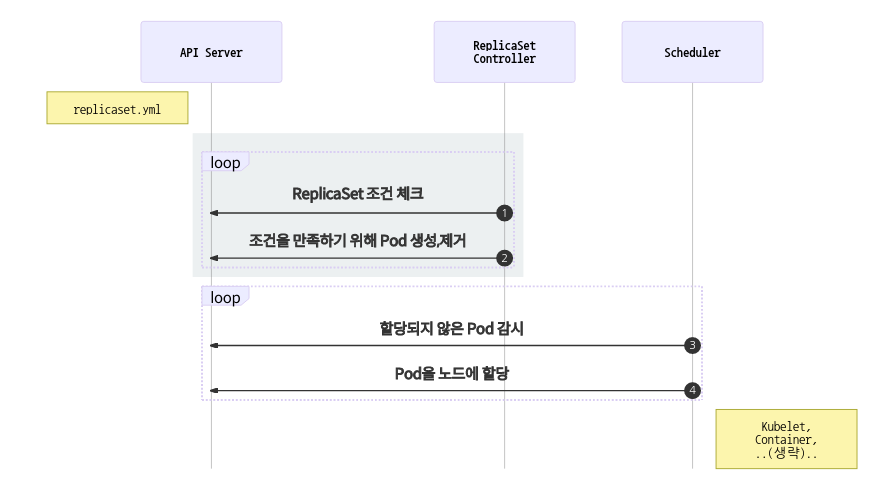 API Server
ReplicaSet
Controller
Scheduler
replicaset.yml
loop
ReplicaSet 조건 체크
1
조건을 만족하기 위해 Pod 생성,제거
2
loop
할당되지 않은 Pod 감시
3
Pod을 노드에 할당
4
Kubelet,
Container,
..(생략)..